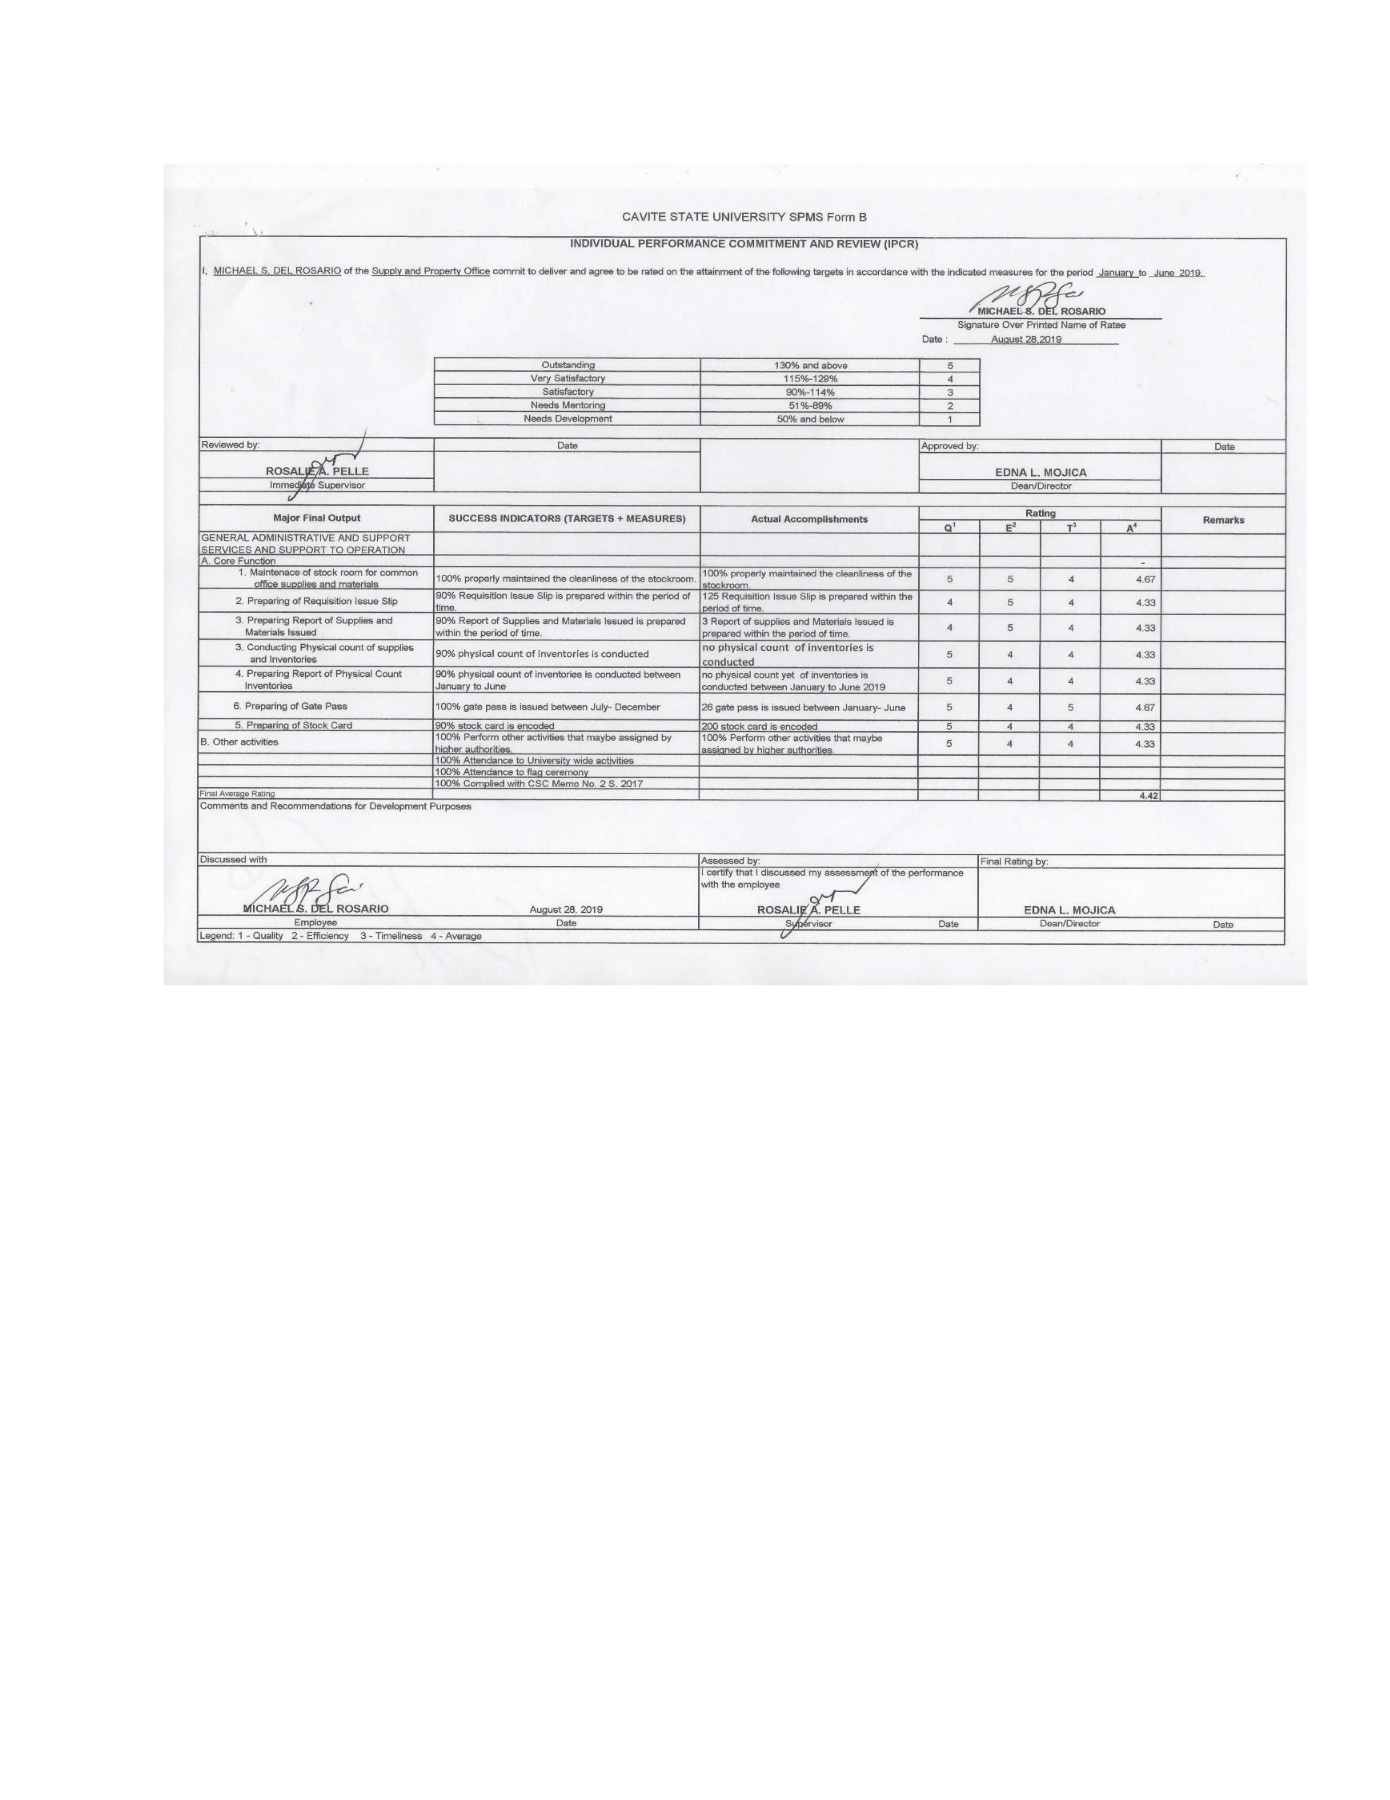 CAVITE STATE UNIVERSITY SPMS Form B
INDIVIDUAL PERFORMANCE COMMITMENT AND REVIEW (IPCR)
I, MICHAEL S. DEL ROSARIO of the Supply and Property Office commit to deliver and agree to be rated on the attainment of the following targets in accordance with the indicated measures for the period January to June 2019.
MICHAEL S. DEL ROSARIO
Signature Over Printed Name of Ratee
Date : August 28,2019
Outstanding 130% and above 5
Very Satisfactory 115%-129% 4
Satisfactory 90%-114% 3
Needs Mentoring 51%-89% 2
Needs Development 50% and below 1
Reviewed by: Date Approved by: Date
ROSALIE A. PELLE EDNA L. MOJICA
Immediate Supervisor Dean/Director
Major Final Output SUCCESS INDICATORS (TARGETS + MEASURES) Actual Accomplishments Rating Remarks
Q¹ E² T³ A⁴
GENERAL ADMINISTRATIVE AND SUPPORT
SERVICES AND SUPPORT TO OPERATION
A. Core Function -
1. Maintenace of stock room for common
office supplies and materials
100% properly maintained the cleanliness of the stockroom.
100% properly maintained the cleanliness of the
stockroom.
5 5 4 4.67
2. Preparing of Requisition Issue Slip
90% Requisition Issue Slip is prepared within the period of
time.
125 Requisition Issue Slip is prepared within the
period of time.
4 5 4 4.33
3. Preparing Report of Supplies and
Materials Issued
90% Report of Supplies and Materials Issued is prepared
within the period of time.
3 Report of supplies and Materials Issued is
prepared within the period of time.
4 5 4 4.33
3. Conducting Physical count of supplies
and Inventories
90% physical count of inventories is conducted
no physical count of inventories is
conducted
5 4 4 4.33
4. Preparing Report of Physical Count
Inventories
90% physical count of inventories is conducted between
January to June
no physical count yet of inventories is
conducted between January to June 2019
5 4 4 4.33
6. Preparing of Gate Pass
100% gate pass is issued between July- December
26 gate pass is issued between January- June
5 4 5 4.67
5. Preparing of Stock Card
90% stock card is encoded
200 stock card is encoded
5 4 4 4.33
B. Other activities
100% Perform other activities that maybe assigned by
higher authorities.
100% Perform other activities that maybe
assigned by higher authorities.
5 4 4 4.33
100% Attendance to University wide activities
100% Attendance to flag ceremony
100% Complied with CSC Memo No. 2 S. 2017
Final Average Rating 4.42
Comments and Recommendations for Development Purposes
Discussed with Assessed by: Final Rating by:
I certify that I discussed my assessment of the performance
with the employee
MICHAEL S. DEL ROSARIO August 28, 2019 ROSALIE A. PELLE EDNA L. MOJICA
Employee Date Supervisor Date Dean/Director Date
Legend: 1 - Quality 2 - Efficiency 3 - Timeliness 4 - Average